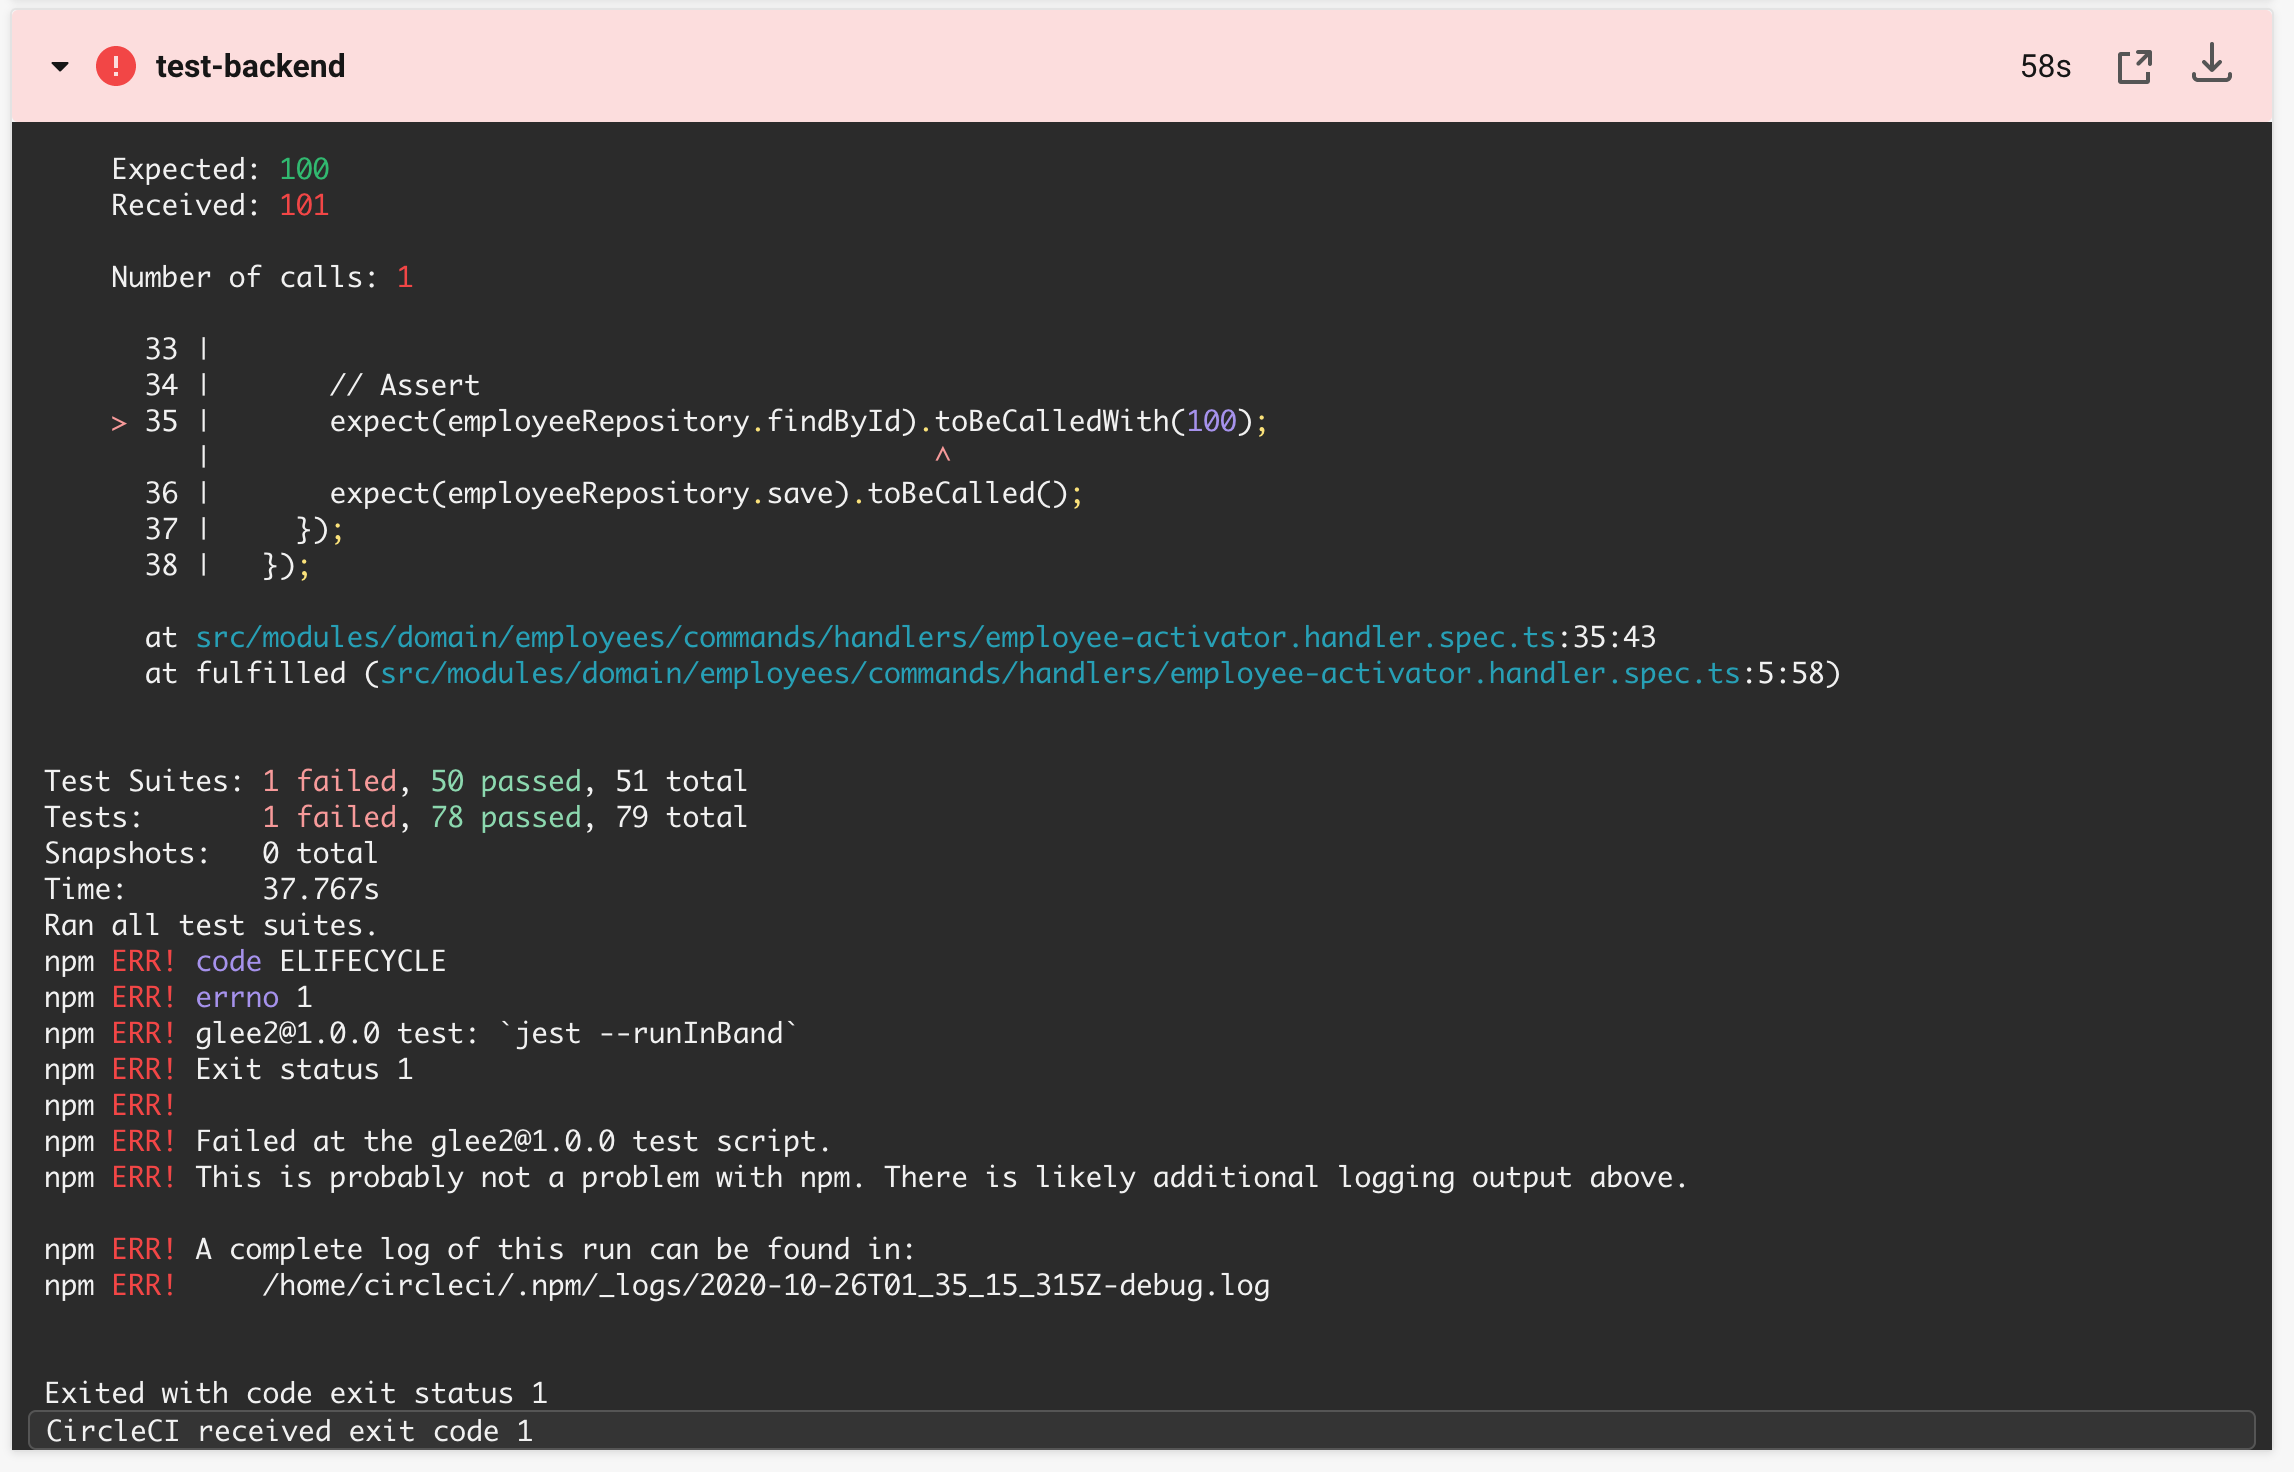 test-backend 58s
Expected: 100
Received: 101
Number of calls: 1
33 |
34 |       // Assert
> 35 |       expect(employeeRepository.findById).toBeCalledWith(100);
|                                           ^
36 |       expect(employeeRepository.save).toBeCalled();
37 |     });
38 |   });
at src/modules/domain/employees/commands/handlers/employee-activator.handler.spec.ts:35:43
at fulfilled (src/modules/domain/employees/commands/handlers/employee-activator.handler.spec.ts:5:58)
Test Suites: 1 failed, 50 passed, 51 total
Tests:       1 failed, 78 passed, 79 total
Snapshots:   0 total
Time:        37.767s
Ran all test suites.
npm ERR! code ELIFECYCLE
npm ERR! errno 1
npm ERR! glee2@1.0.0 test: `jest --runInBand`
npm ERR! Exit status 1
npm ERR!
npm ERR! Failed at the glee2@1.0.0 test script.
npm ERR! This is probably not a problem with npm. There is likely additional logging output above.
npm ERR! A complete log of this run can be found in:
npm ERR!     /home/circleci/.npm/_logs/2020-10-26T01_35_15_315Z-debug.log
Exited with code exit status 1
CircleCI received exit code 1